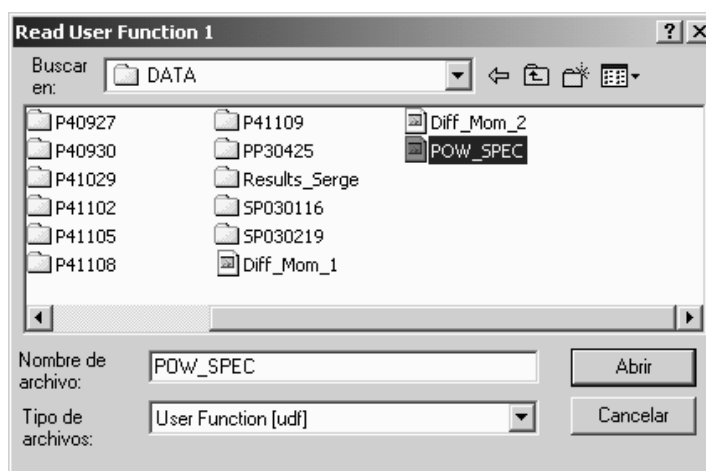 Read User Function 1
Buscar en:
DATA
P40927
P40930
P41029
P41102
P41105
P41108
P41109
PP30425
Results_Serge
SP030116
SP030219
Diff_Mom_1
Diff_Mom_2
POW_SPEC
Nombre de archivo:
POW_SPEC
Abrir
Tipo de archivos:
User Function [udf]
Cancelar